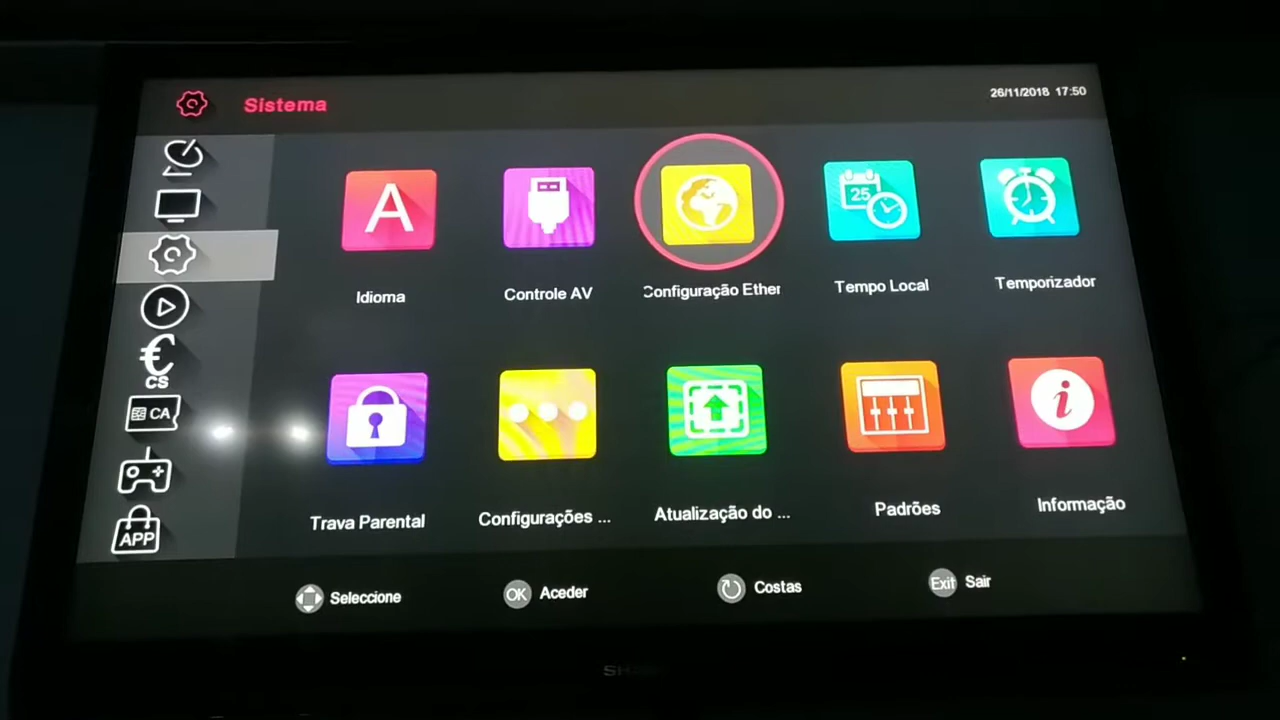 Sistema
26/11/2018 17:50
A
25
Idioma
Controle AV
Configuração Ether
Tempo Local
Temporizador
€
CS
CA
i
APP
Trava Parental
Configurações ...
Atualização do ...
Padrões
Informação
Seleccione
OK Aceder
Costas
Exit Sair